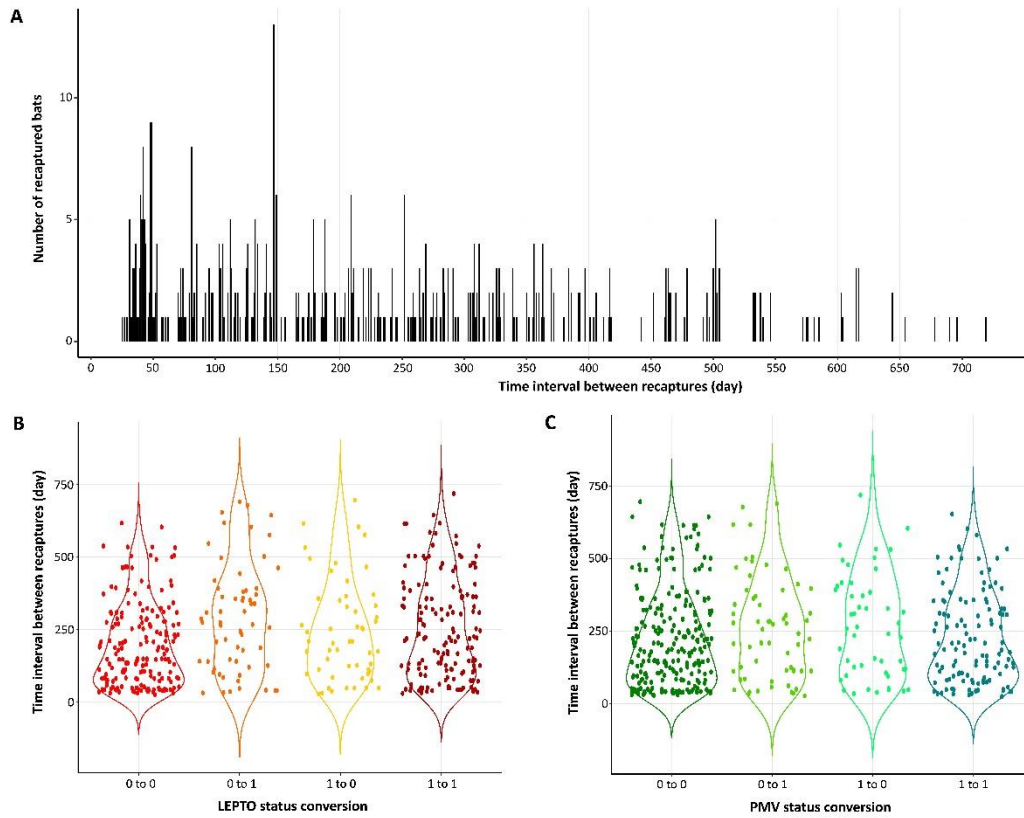 A
Number of recaptured bats
10
5
0
0 50 100 150 200 250 300 350 400 450 500 550 600 650 700
Time interval between recaptures (day)
B
Time interval between recaptures (day)
750
500
250
0
0 to 0 0 to 1 1 to 0 1 to 1
LEPTO status conversion
C
Time interval between recaptures (day)
750
500
250
0
0 to 0 0 to 1 1 to 0 1 to 1
PMV status conversion